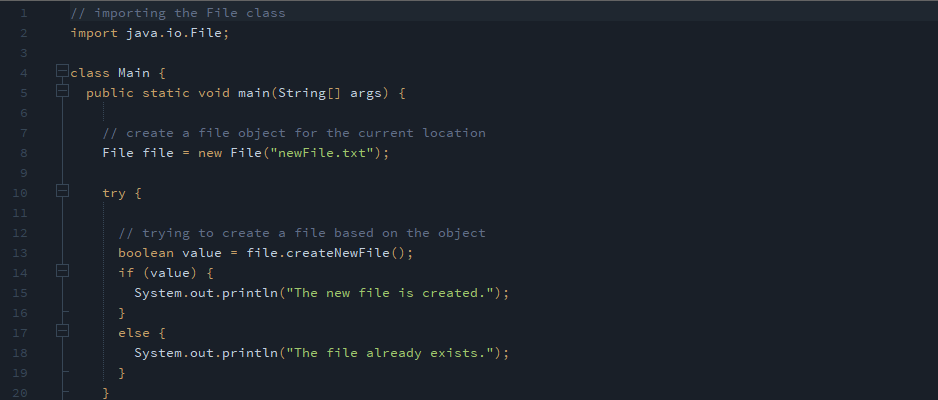 1 // importing the File class
2 import java.io.File;
3
4 class Main {
5   public static void main(String[] args) {
6
7     // create a file object for the current location
8     File file = new File("newFile.txt");
9
10     try {
11
12       // trying to create a file based on the object
13       boolean value = file.createNewFile();
14       if (value) {
15         System.out.println("The new file is created.");
16       }
17       else {
18         System.out.println("The file already exists.");
19       }
20     }